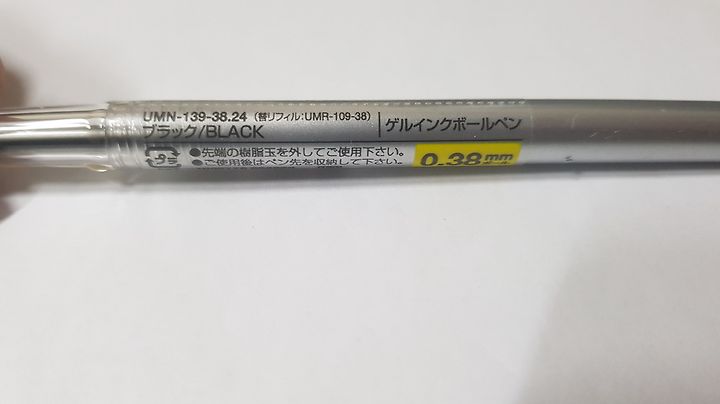 UMN-139-38.24 (替リフィル:UMR-109-38)
ブラック/BLACK
ゲルインクボールペン
●先端の樹脂玉を外してご使用下さい。
●ご使用後はペン先を収納して下さい。
0.38mm
ボール